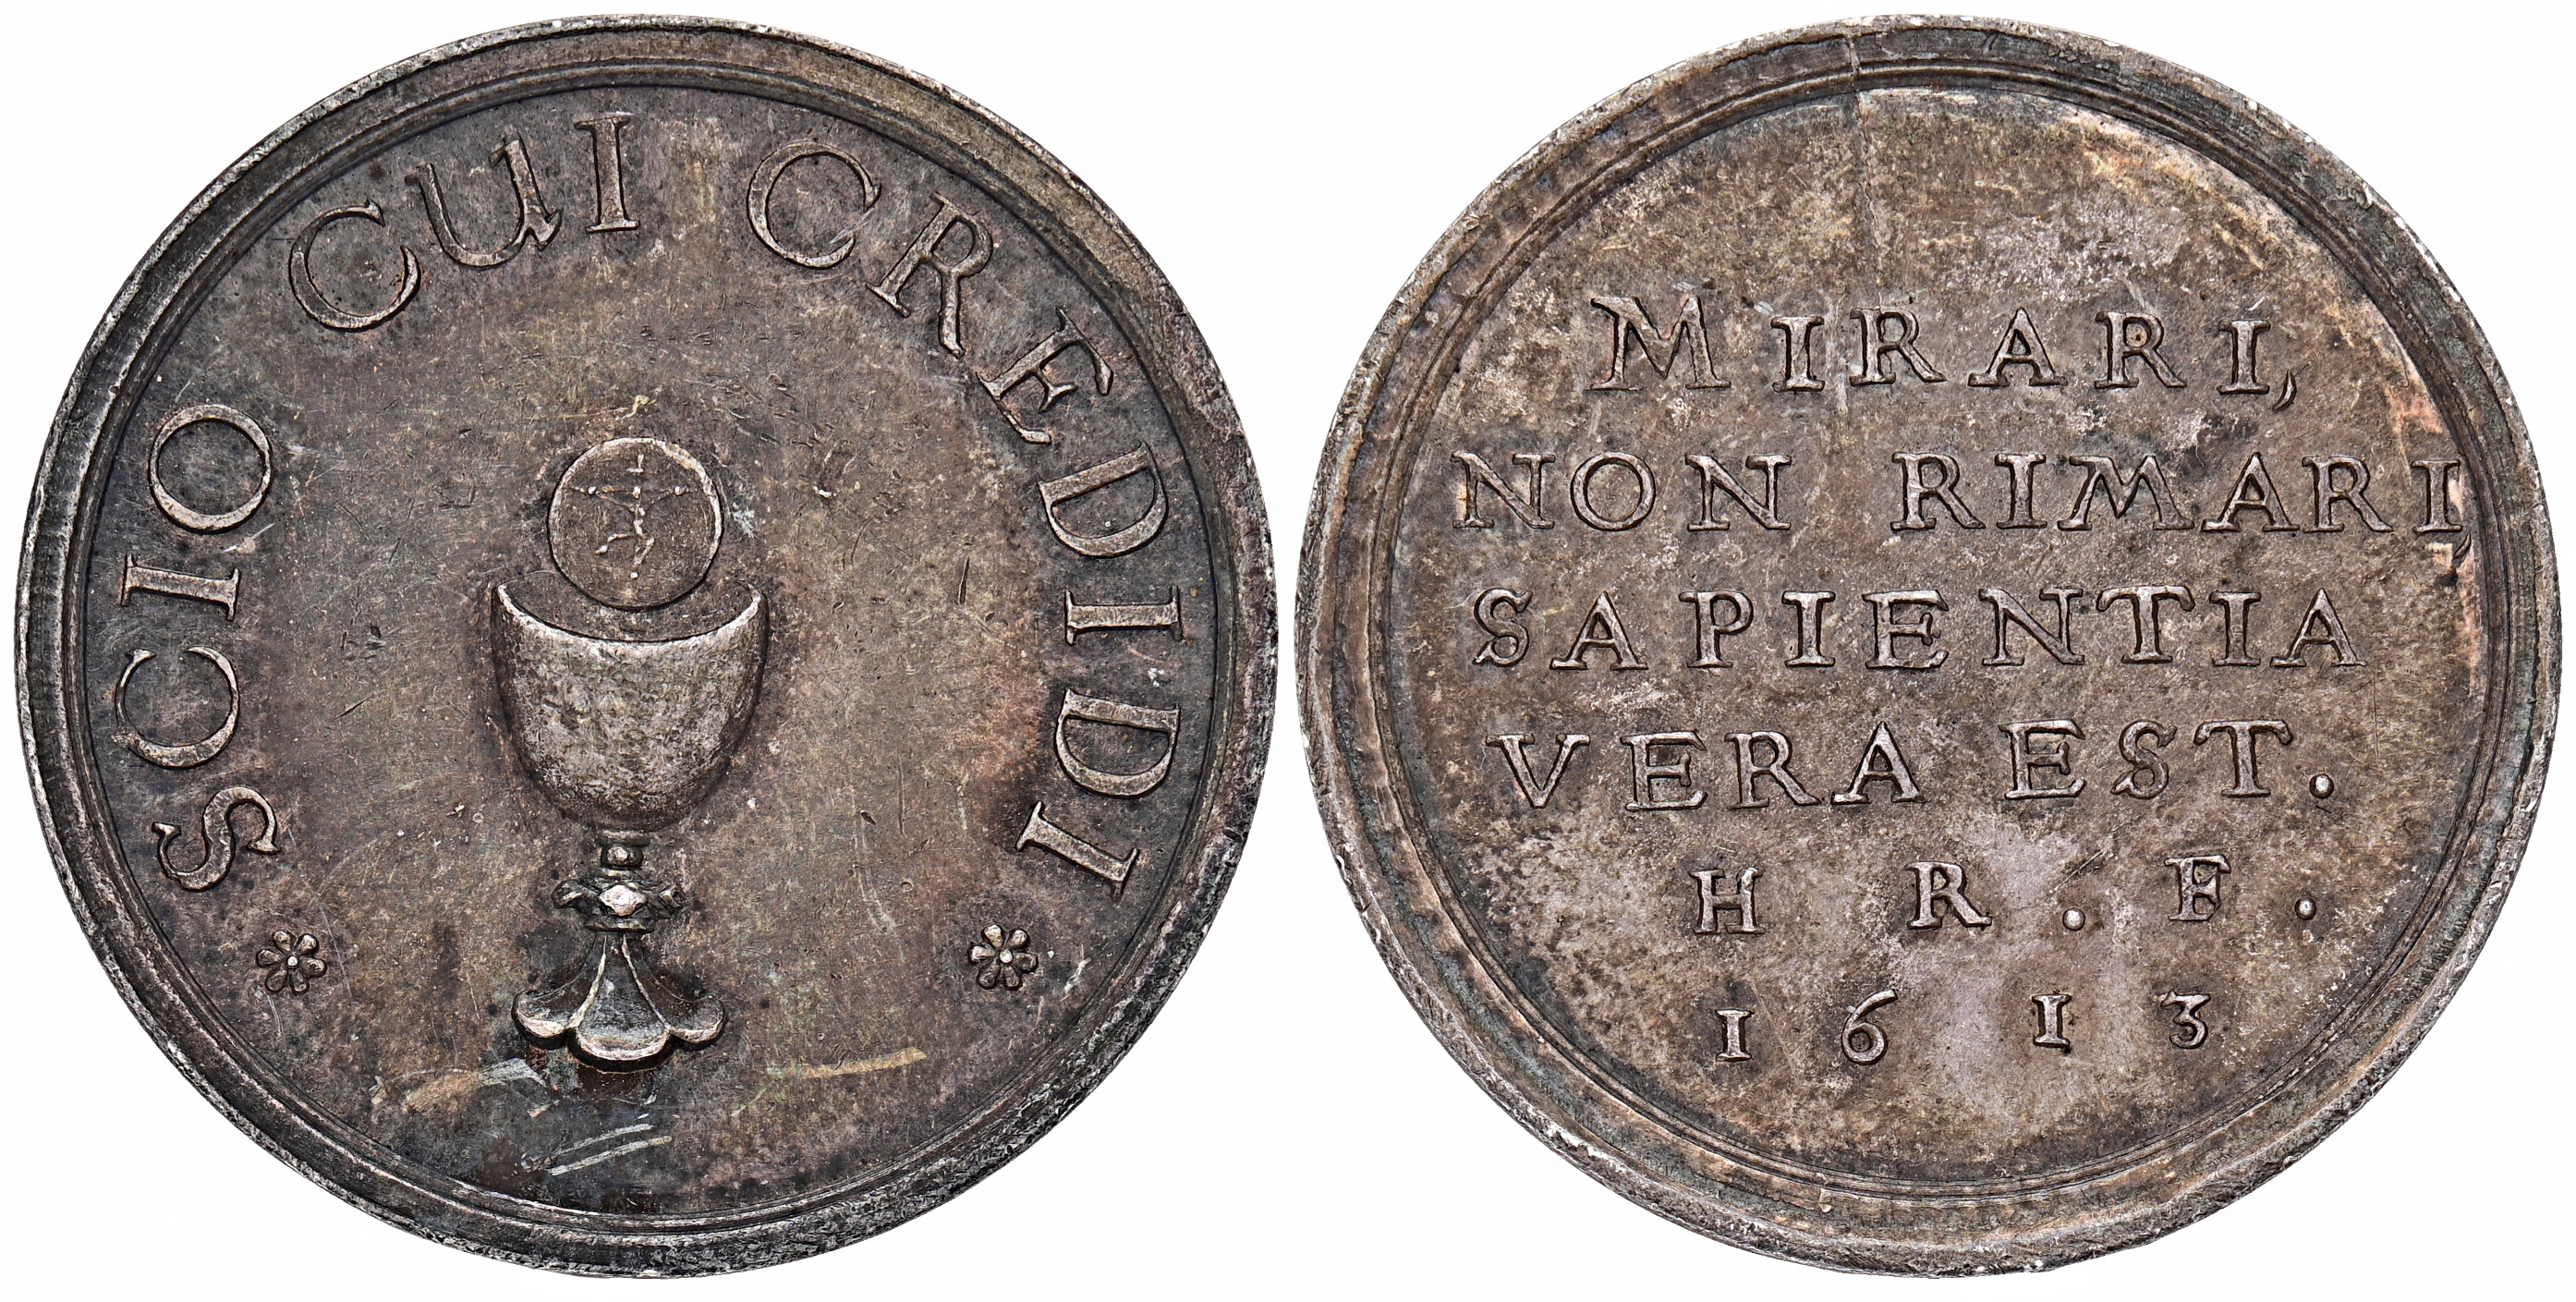 SCIO CUI CREDIDI
MIRARI,
NON RIMARI,
SAPIENTIA
VERA EST.
H R . F .
1613